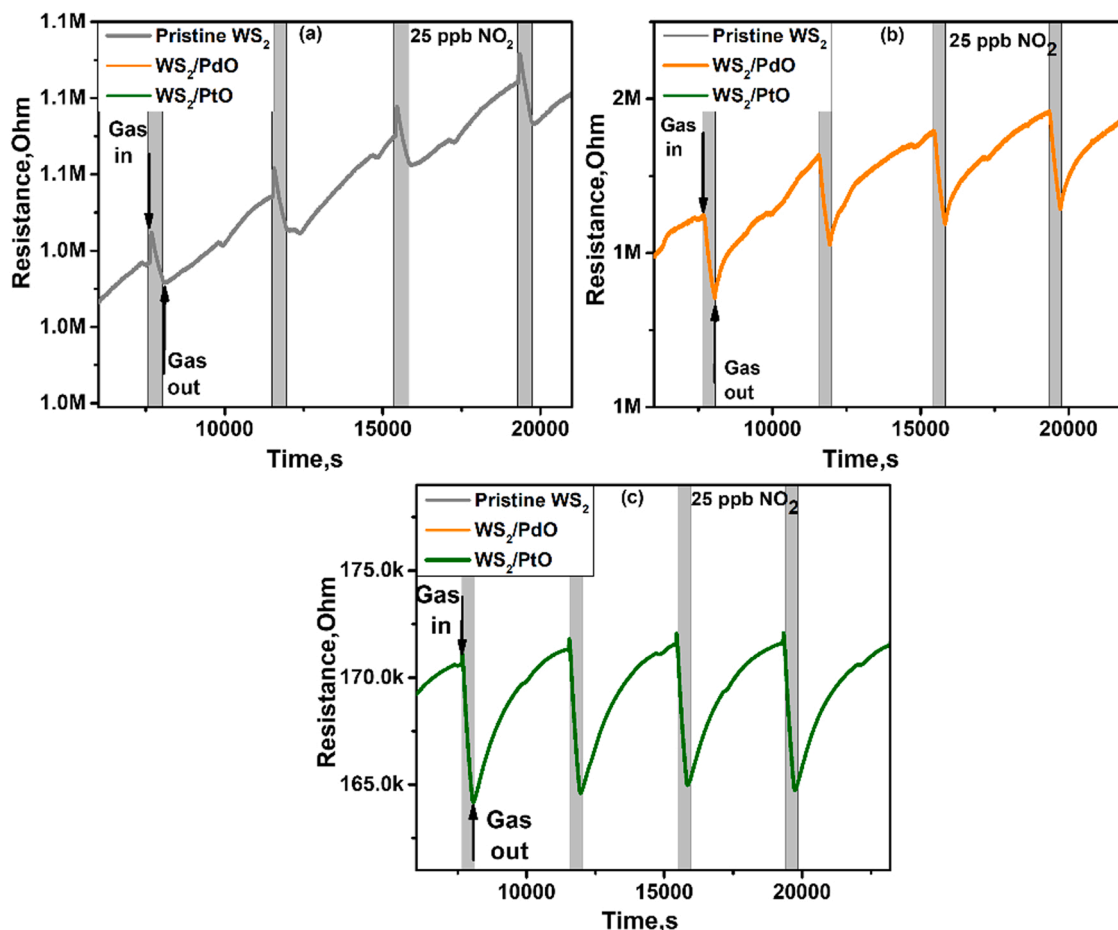 (a)
25 ppb NO2
Pristine WS2
WS2/PdO
WS2/PtO
Gas
in
Gas
out
1.1M
1.1M
1.1M
1.0M
1.0M
1.0M
Resistance,Ohm
10000
15000
20000
Time,s
(b)
25 ppb NO2
Pristine WS2
WS2/PdO
WS2/PtO
Gas
in
Gas
out
2M
1M
1M
Resistance,Ohm
10000
15000
20000
Time,s
(c)
25 ppb NO2
Pristine WS2
WS2/PdO
WS2/PtO
Gas
in
Gas
out
175.0k
170.0k
165.0k
Resistance,Ohm
10000
15000
20000
Time,s